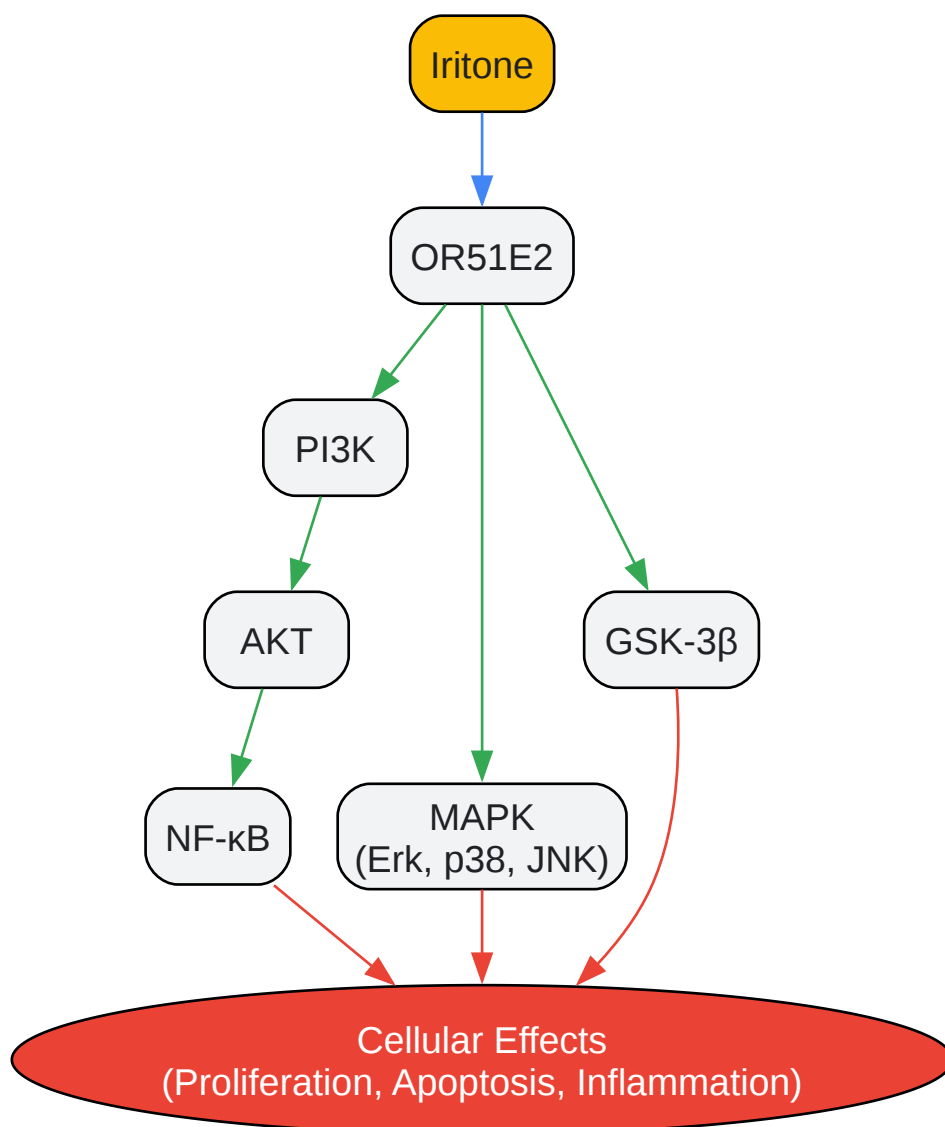 Iritone
OR51E2
PI3K
AKT
GSK-3β
NF-κB
MAPK
(Erk, p38, JNK)
Cellular Effects
(Proliferation, Apoptosis, Inflammation)